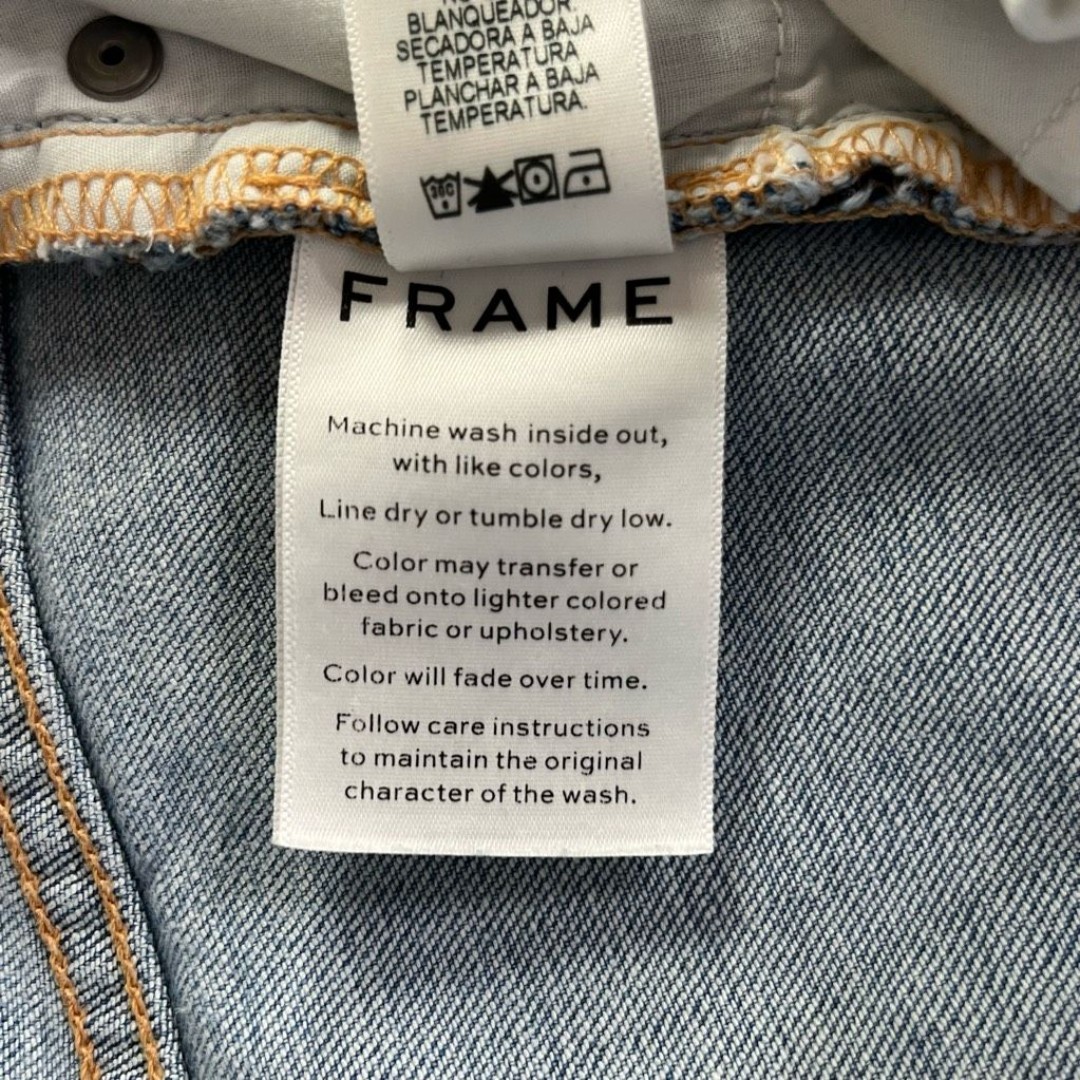 BLANQUEADOR.
SECADORA A BAJA
TEMPERATURA
PLANCHAR A BAJA
TEMPERATURA.
FRAME
Machine wash inside out,
with like colors,
Line dry or tumble dry low.
Color may transfer or
bleed onto lighter colored
fabric or upholstery.
Color will fade over time.
Follow care instructions
to maintain the original
character of the wash.